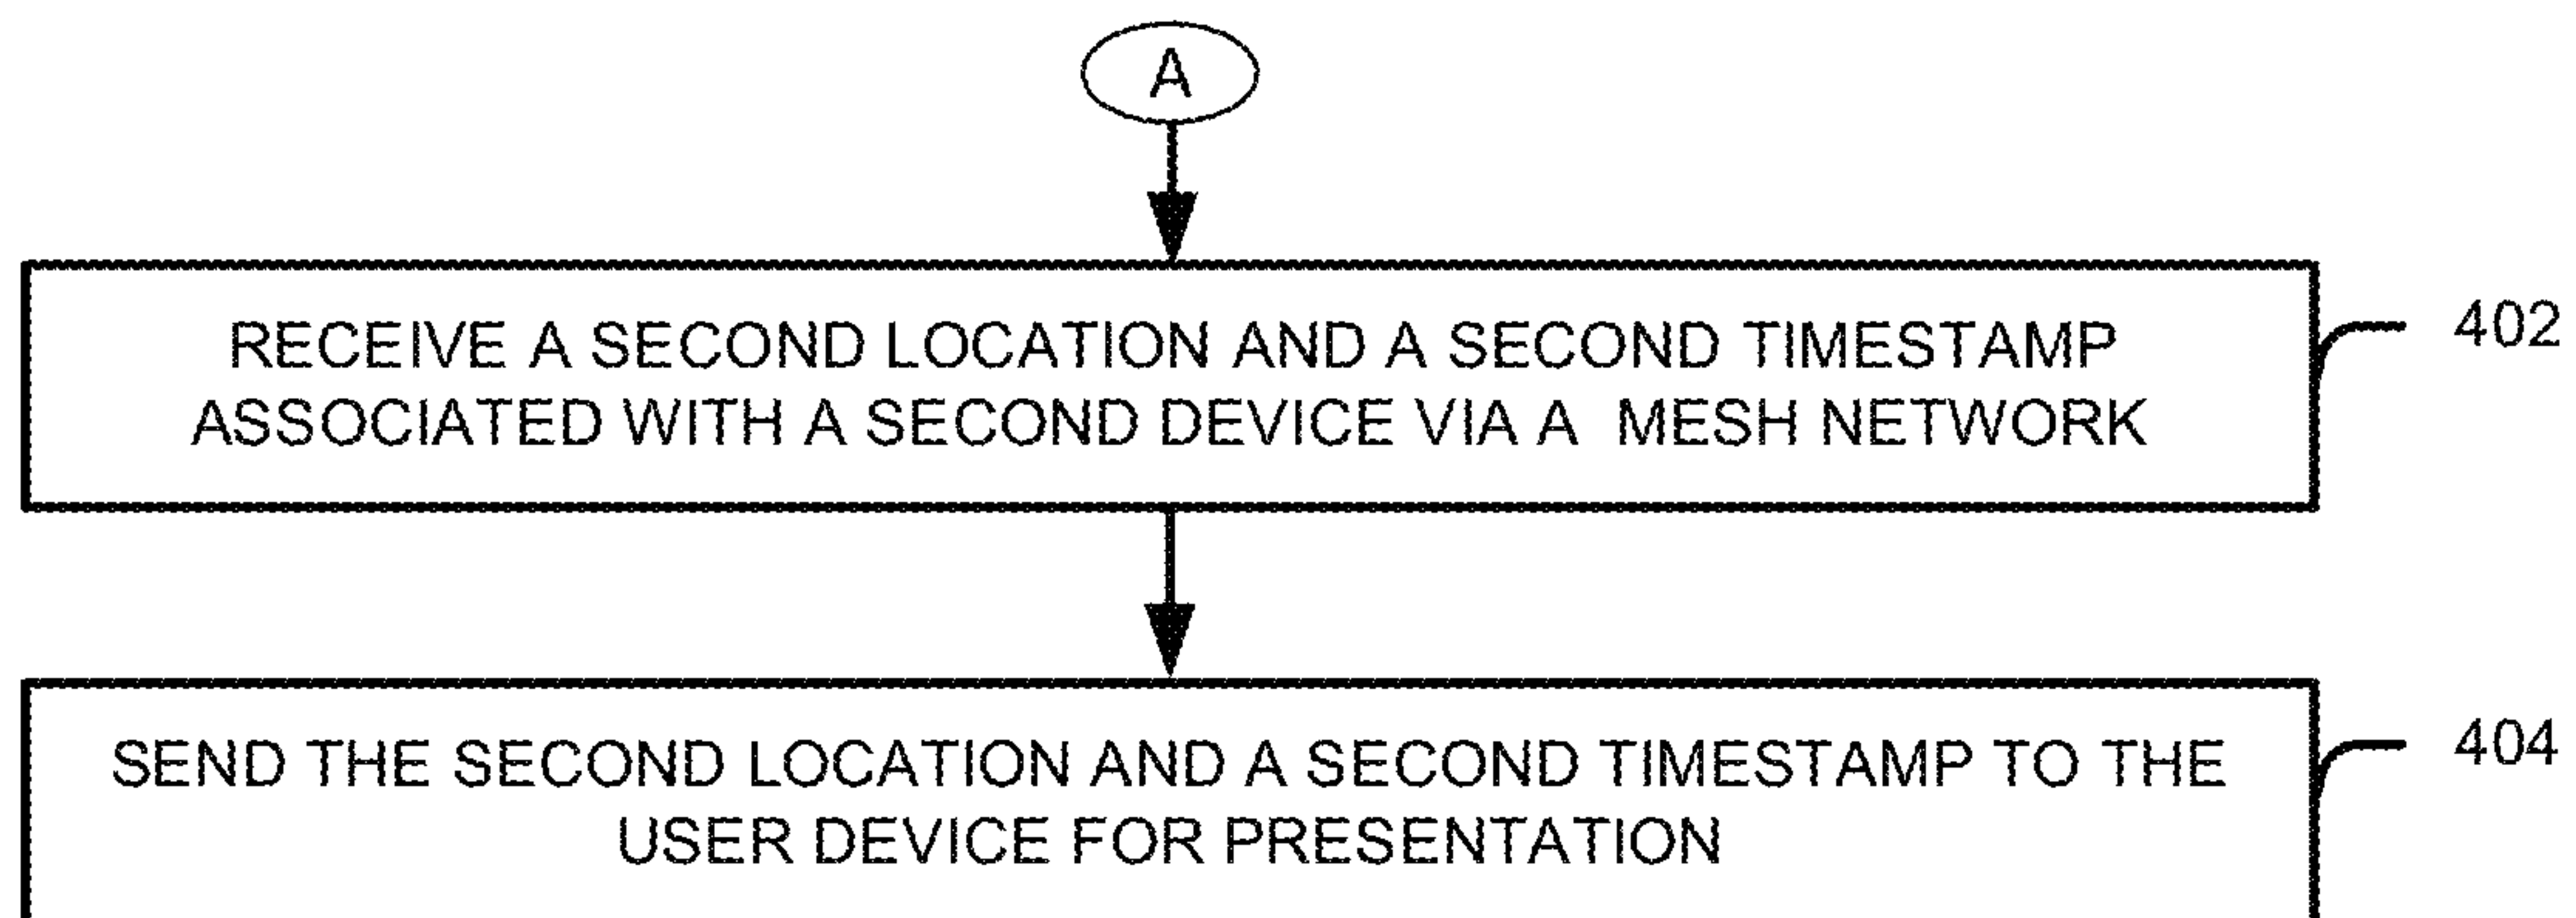 A
RECEIVE A SECOND LOCATION AND A SECOND TIMESTAMP
ASSOCIATED WITH A SECOND DEVICE VIA A  MESH NETWORK
402
SEND THE SECOND LOCATION AND A SECOND TIMESTAMP TO THE
USER DEVICE FOR PRESENTATION
404